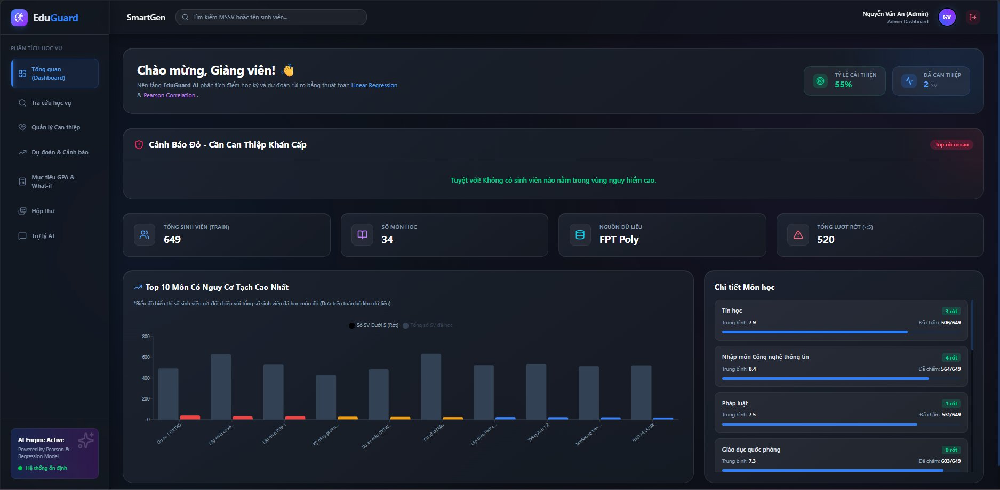 EduGuard
SmartGen
Tìm kiếm MSSV hoặc tên sinh viên...
Nguyễn Văn An (Admin)
Admin Dashboard
GV
PHÂN TÍCH HỌC VỤ
Tổng quan
(Dashboard)
Tra cứu học vụ
Quản lý Can thiệp
Dự đoán & Cảnh báo
Mục tiêu GPA &
What-if
Hộp thư
Trợ lý AI
AI Engine Active
Powered by Pearson &
Regression Model
Hệ thống ổn định
Chào mừng, Giảng viên! 👋
Nền tảng EduGuard AI phân tích điểm học kỳ và dự đoán rủi ro bằng thuật toán Linear Regression
& Pearson Correlation .
TỶ LỆ CẢI THIỆN
55%
ĐÃ CAN THIỆP
2 SV
Cảnh Báo Đỏ - Cần Can Thiệp Khẩn Cấp
Top rủi ro cao
Tuyệt vời! Không có sinh viên nào nằm trong vùng nguy hiểm cao.
TỔNG SINH VIÊN (TRAIN)
649
SỐ MÔN HỌC
34
NGUỒN DỮ LIỆU
FPT Poly
TỔNG LƯỢT RỚT (<5)
520
Top 10 Môn Có Nguy Cơ Tạch Cao Nhất
*Biểu đồ hiển thị số sinh viên rớt đối chiếu với tổng số sinh viên đã học môn đó (Dựa trên toàn bộ kho dữ liệu).
Số SV Dưới 5 (Rớt)
Tổng số SV đã học
800
600
400
200
0
Dự án 1 (TKTW)
Lập trình cơ sở...
Lập trình PHP 1
Kỹ năng phát tr...
Dự án mẫu (TKTW...
Cơ sở dữ liệu
Lập trình PHP c...
Tiếng Anh 1.2
Marketing trên ...
Thiết kế UI/UX
Chi tiết Môn học
Tin học
3 rớt
Trung bình: 7.9
Đã chấm: 506/649
Nhập môn Công nghệ thông tin
4 rớt
Trung bình: 8.4
Đã chấm: 564/649
Pháp luật
1 rớt
Trung bình: 7.5
Đã chấm: 531/649
Giáo dục quốc phòng
0 rớt
Trung bình: 7.3
Đã chấm: 603/649